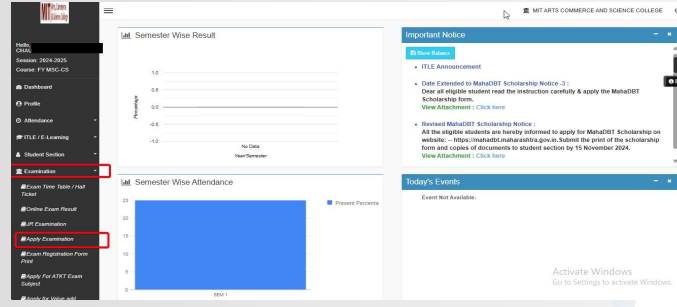 MIT Arts, Commerce
& Science College
MIT ARTS COMMERCE AND SCIENCE COLLEGE
Hello,
CHAV,
Session: 2024-2025
Course: FY MSC-CS
Dashboard
Profile
Attendance
ITLE / E-Learning
Student Section
Examination
Exam Time Table / Hall
Ticket
Online Exam Result
JR Examination
Apply Examination
Exam Registration Form
Print
Apply For ATKT Exam
Subject
Apply for Value add
Semester Wise Result
1.0
0.5
0.0
-0.5
-1.0
Percentage
No Data
Year/Semester
Semester Wise Attendance
25
20
15
10
5
0
SEM 1
Present Percenta
Important Notice
Show Balance
ITLE Announcement
Date Extended to MahaDBT Scholarship Notice -3 :
Dear all eligible student read the instruction carefully & apply the MahaDBT
Scholarship form.
View Attachment : Click here
Revised MahaDBT Scholarship Notice :
All the eligible students are hereby informed to apply for MahaDBT Scholarship on
website: -- https://mahadbt.maharashtra.gov.in.Submit the print of the scholarship
form and copies of documents to student section by 15 November 2024.
View Attachment : Click here
Today's Events
Event Not Available.
Activate Windows
Go to Settings to activate Windows.